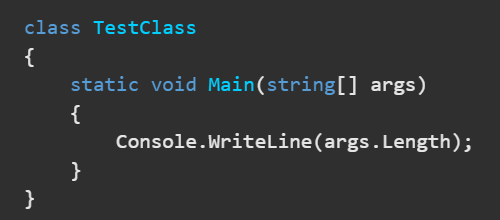 class TestClass
{
    static void Main(string[] args)
    {
        Console.WriteLine(args.Length);
    }
}